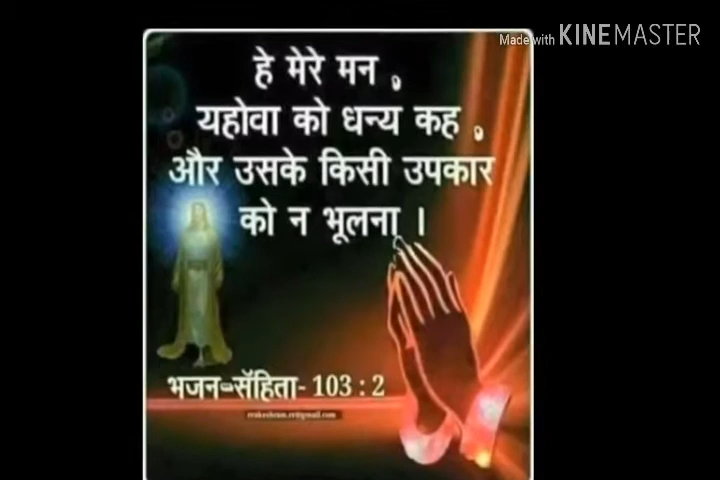 Made with KINEMASTER
हे मेरे मन ,
यहोवा को धन्य कह ,
और उसके किसी उपकार
को न भूलना ।
भजन-सॅहिता- 103 : 2